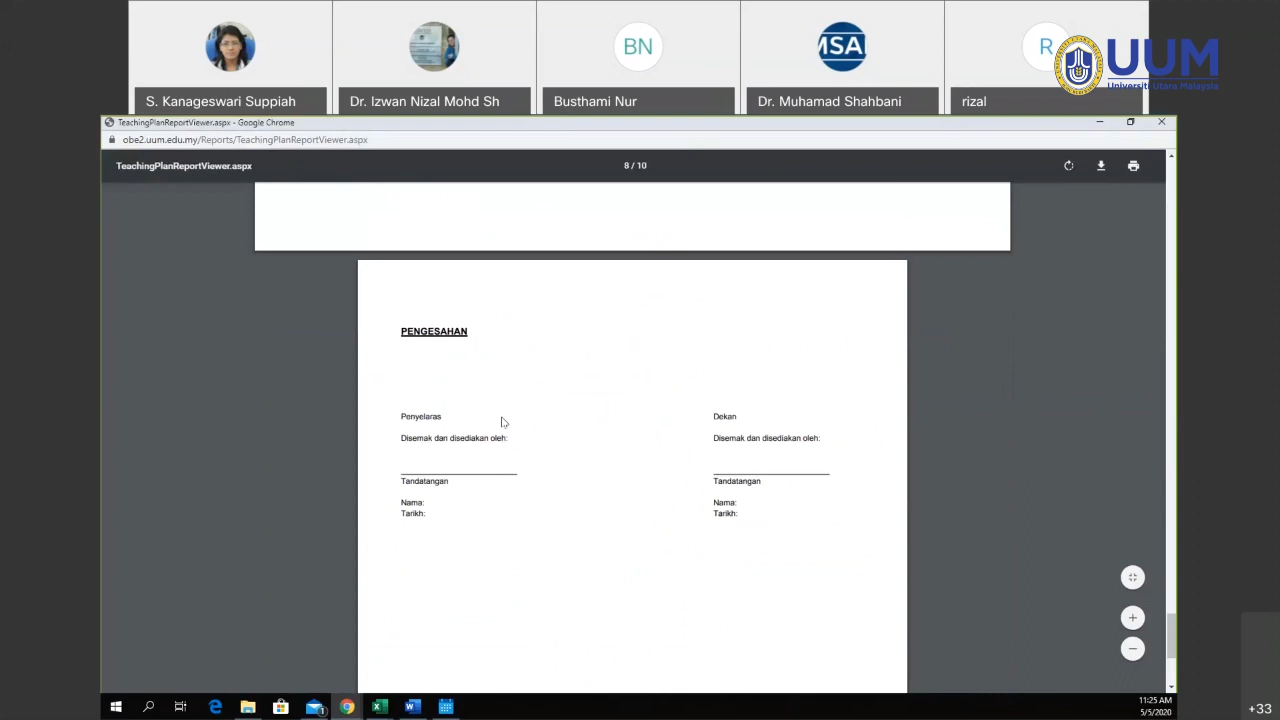 BN
MSA
R
UUM
Universiti Utara Malaysia
S. Kanageswari Suppiah
Dr. Izwan Nizal Mohd Sh
Busthami Nur
Dr. Muhamad Shahbani
rizal
TeachingPlanReportViewer.aspx - Google Chrome
obe2.uum.edu.my/Reports/TeachingPlanReportViewer.aspx
TeachingPlanReportViewer.aspx
8 / 10
PENGESAHAN
Penyelaras
Dekan
Disemak dan disediakan oleh:
Disemak dan disediakan oleh:
Tandatangan
Tandatangan
Nama:
Nama:
Tarikh:
Tarikh:
11:25 AM
5/5/2020
+33